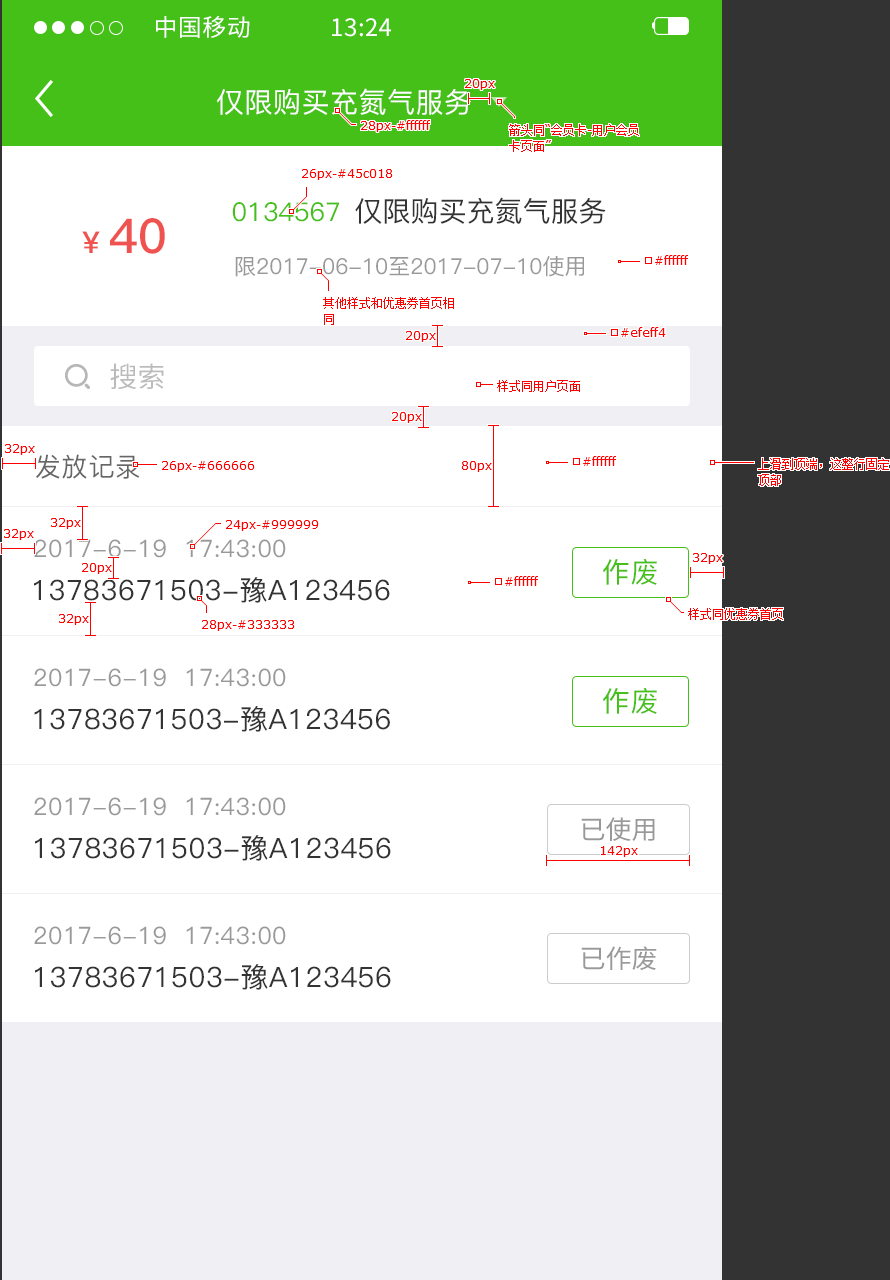 中国移动 13:24
仅限购买充氮气服务
20px
28px-#ffffff
箭头同“会员卡-用户会员
卡页面”
26px-#45c018
¥ 40
0134567 仅限购买充氮气服务
限2017-06-10至2017-07-10使用
#ffffff
其他样式和优惠券首页相
同
20px
#efeff4
搜索
样式同用户页面
20px
32px
发放记录
26px-#666666
80px
#ffffff
上滑到顶端，这整行固定
顶部
32px
24px-#999999
32px
2017-6-19 17:43:00
20px
13783671503-豫A123456
#ffffff
作废
32px
32px
28px-#333333
样式同优惠券首页
2017-6-19 17:43:00
13783671503-豫A123456
作废
2017-6-19 17:43:00
13783671503-豫A123456
已使用
142px
2017-6-19 17:43:00
13783671503-豫A123456
已作废